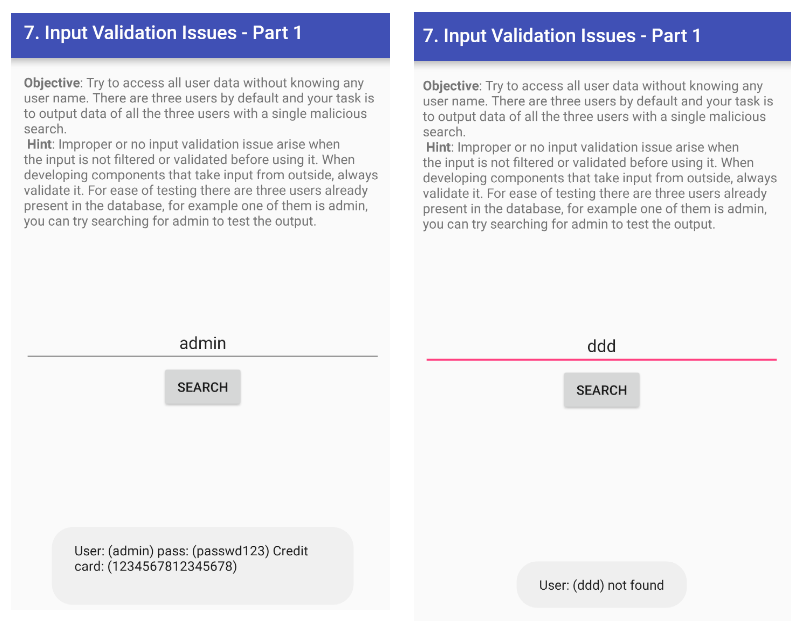 7. Input Validation Issues - Part 1
Objective: Try to access all user data without knowing any
user name. There are three users by default and your task is
to output data of all the three users with a single malicious
search.
Hint: Improper or no input validation issue arise when
the input is not filtered or validated before using it. When
developing components that take input from outside, always
validate it. For ease of testing there are three users already
present in the database, for example one of them is admin,
you can try searching for admin to test the output.
admin
SEARCH
User: (admin) pass: (passwd123) Credit
card: (1234567812345678)
7. Input Validation Issues - Part 1
Objective: Try to access all user data without knowing any
user name. There are three users by default and your task is
to output data of all the three users with a single malicious
search.
Hint: Improper or no input validation issue arise when
the input is not filtered or validated before using it. When
developing components that take input from outside, always
validate it. For ease of testing there are three users already
present in the database, for example one of them is admin,
you can try searching for admin to test the output.
ddd
SEARCH
User: (ddd) not found